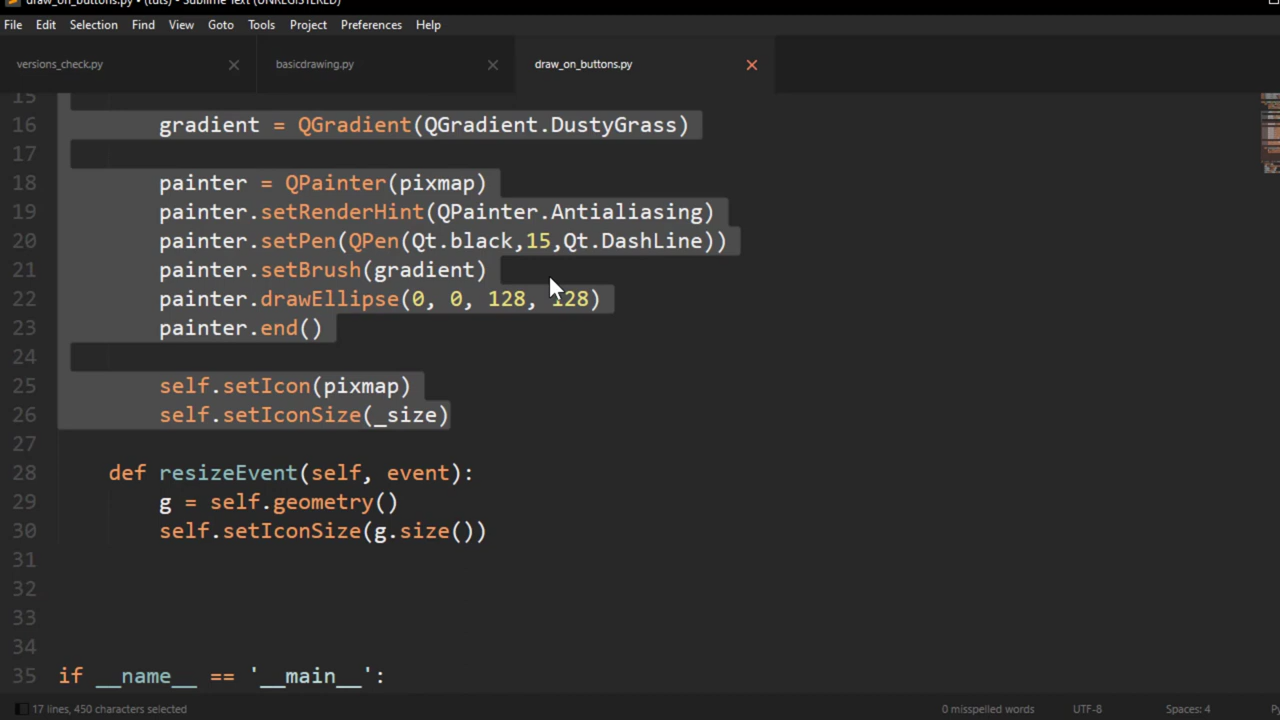 draw_on_buttons.py • (tuts) - Sublime Text (UNREGISTERED)
File Edit Selection Find View Goto Tools Project Preferences Help
versions_check.py basicdrawing.py draw_on_buttons.py
15
16 gradient = QGradient(QGradient.DustyGrass)
17
18 painter = QPainter(pixmap)
19 painter.setRenderHint(QPainter.Antialiasing)
20 painter.setPen(QPen(Qt.black,15,Qt.DashLine))
21 painter.setBrush(gradient)
22 painter.drawEllipse(0, 0, 128, 128)
23 painter.end()
24
25 self.setIcon(pixmap)
26 self.setIconSize(_size)
27
28 def resizeEvent(self, event):
29 g = self.geometry()
30 self.setIconSize(g.size())
31
32
33
34
35 if __name__ == '__main__':
17 lines, 450 characters selected 0 misspelled words UTF-8 Spaces: 4